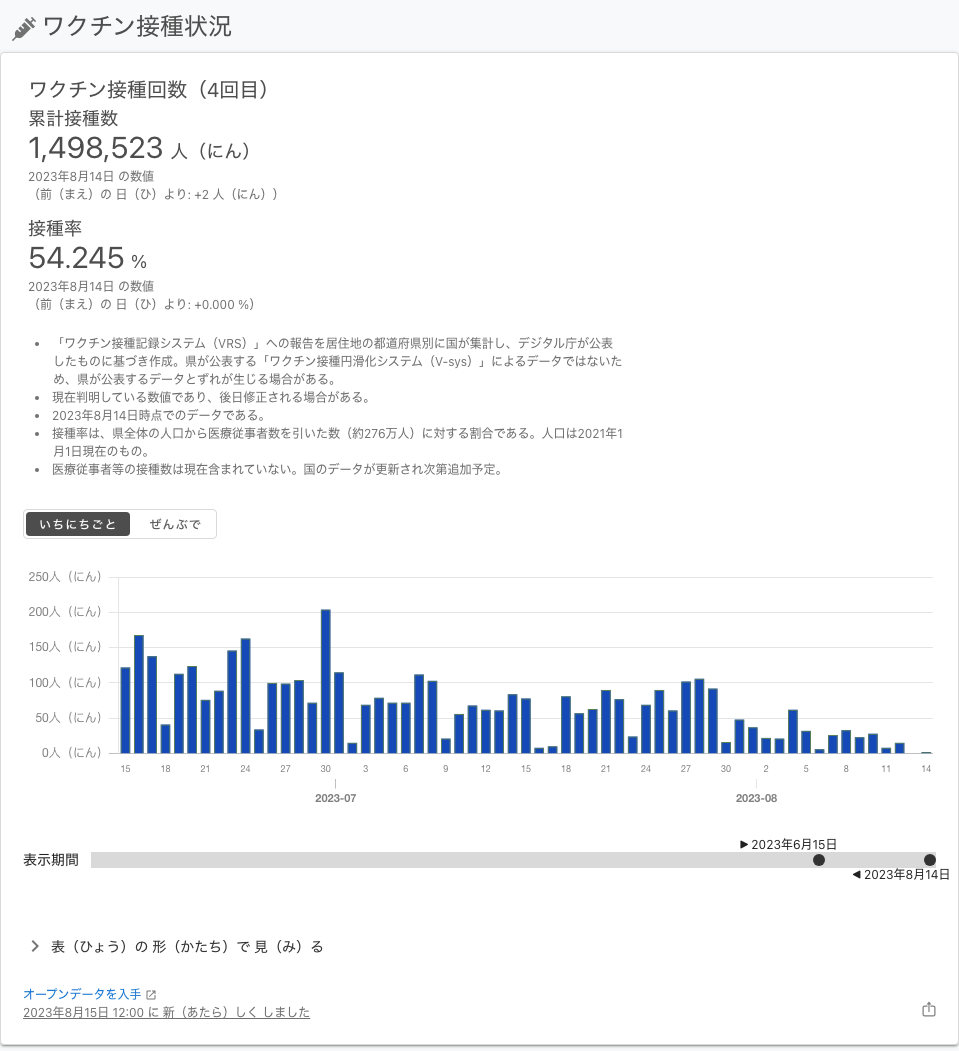 ワクチン接種状況
ワクチン接種回数（4回目）
累計接種数
1,498,523 人（にん）
2023年8月14日 の数値
（前（まえ）の 日（ひ）より: +2 人（にん））
接種率
54.245 %
2023年8月14日 の数値
（前（まえ）の 日（ひ）より: +0.000 %）
「ワクチン接種記録システム（VRS）」への報告を居住地の都道府県別に国が集計し、デジタル庁が公表
したものに基づき作成。県が公表する「ワクチン接種円滑化システム（V-sys）」によるデータではないた
め、県が公表するデータとずれが生じる場合がある。
現在判明している数値であり、後日修正される場合がある。
2023年8月14日時点でのデータである。
接種率は、県全体の人口から医療従事者数を引いた数（約276万人）に対する割合である。人口は2021年1
月1日現在のもの。
医療従事者等の接種数は現在含まれていない。国のデータが更新され次第追加予定。
いちにちごと ぜんぶで
250人（にん）
200人（にん）
150人（にん）
100人（にん）
50人（にん）
0人（にん）
15 18 21 24 27 30 3 6 9 12 15 18 21 24 27 30 2 5 8 11 14
2023-07 2023-08
2023年6月15日
表示期間
2023年8月14日
表（ひょう）の 形（かたち）で 見（み）る
オープンデータを入手
2023年8月15日 12:00 に 新（あたら）しく しました